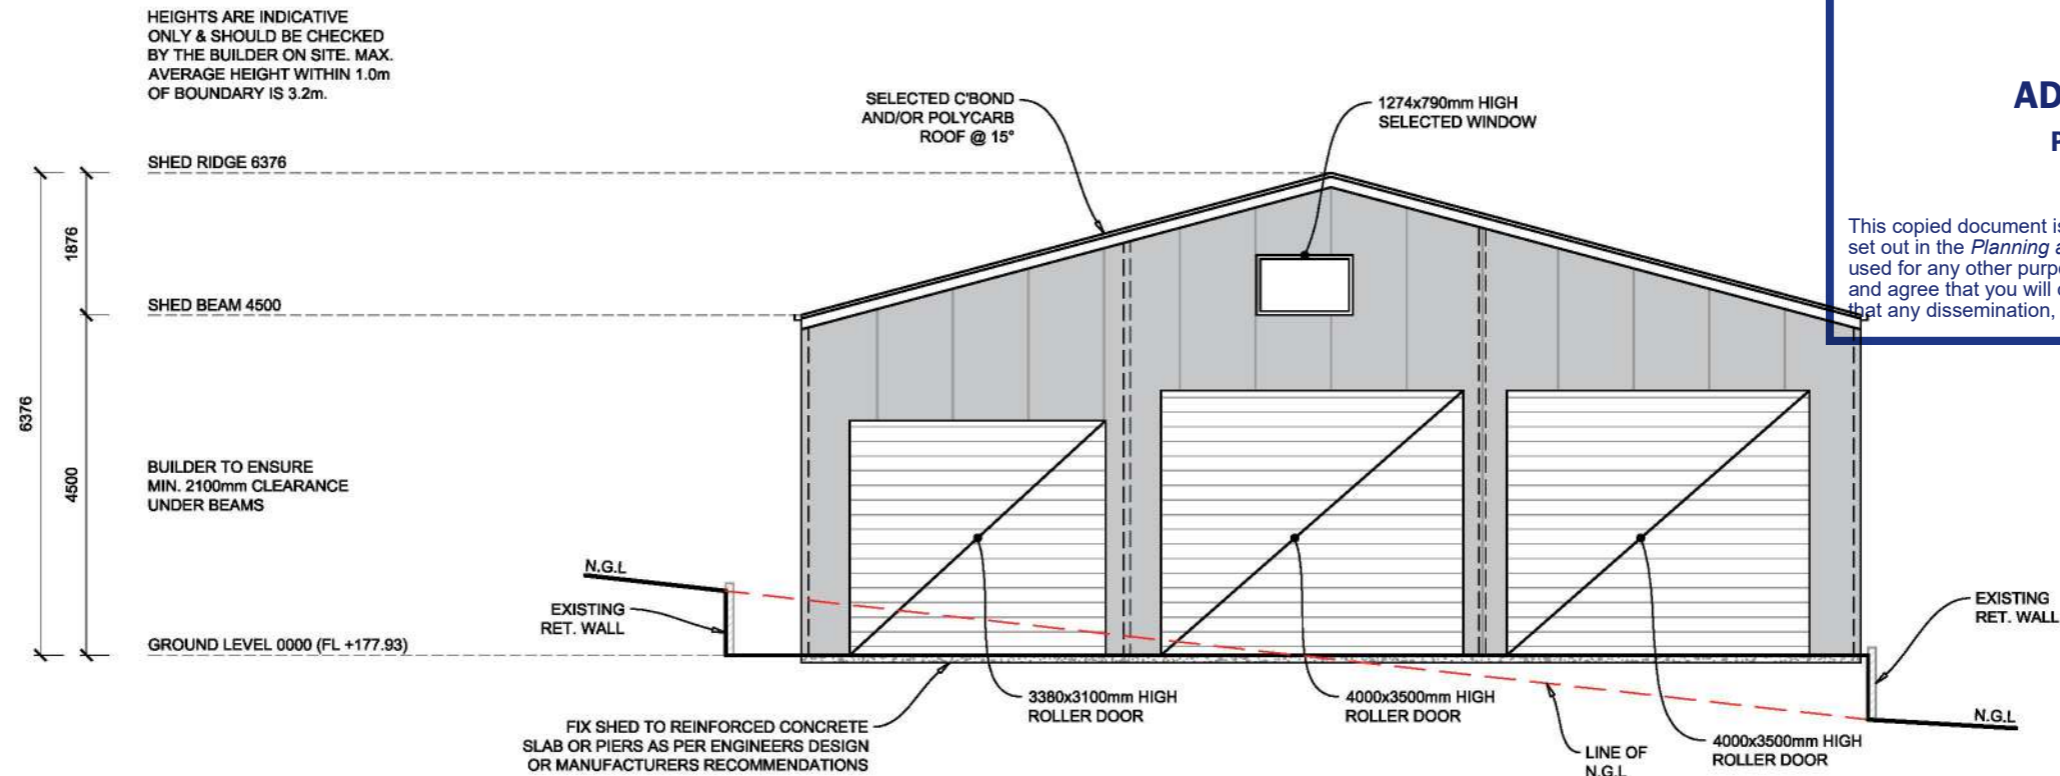 HEIGHTS ARE INDICATIVE
ONLY & SHOULD BE CHECKED
BY THE BUILDER ON SITE. MAX.
AVERAGE HEIGHT WITHIN 1.0m
OF BOUNDARY IS 3.2m.
SELECTED C'BOND
AND/OR POLYCARB
ROOF @ 15°
1274x790mm HIGH
SELECTED WINDOW
AD
This copied document is
set out in the Planning a
used for any other purpo
and agree that you will c
that any dissemination,
SHED RIDGE 6376
1876
SHED BEAM 4500
6376
4500
BUILDER TO ENSURE
MIN. 2100mm CLEARANCE
UNDER BEAMS
N.G.L
EXISTING
RET. WALL
GROUND LEVEL 0000 (FL +177.93)
EXISTING
RET. WALL
N.G.L
3380x3100mm HIGH
ROLLER DOOR
4000x3500mm HIGH
ROLLER DOOR
4000x3500mm HIGH
ROLLER DOOR
LINE OF
N.G.L
FIX SHED TO REINFORCED CONCRETE
SLAB OR PIERS AS PER ENGINEERS DESIGN
OR MANUFACTURERS RECOMMENDATIONS